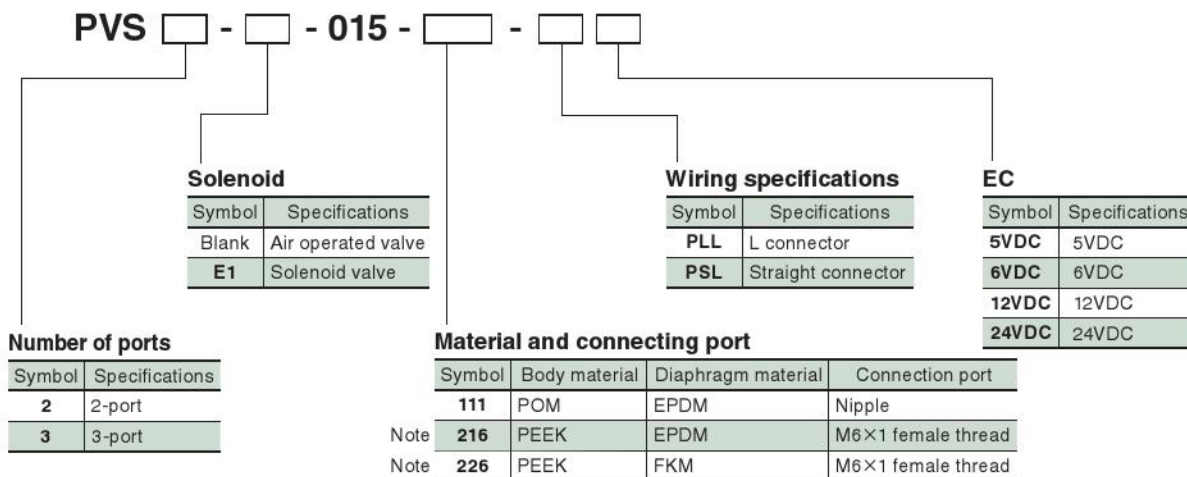 PVS - - 015 - -
Solenoid
Symbol Specifications
Blank Air operated valve
E1 Solenoid valve
Wiring specifications
Symbol Specifications
PLL L connector
PSL Straight connector
EC
Symbol Specifications
5VDC 5VDC
6VDC 6VDC
12VDC 12VDC
24VDC 24VDC
Number of ports
Symbol Specifications
2 2-port
3 3-port
Material and connecting port
Symbol Body material Diaphragm material Connection port
111 POM EPDM Nipple
Note 216 PEEK EPDM M6×1 female thread
Note 226 PEEK FKM M6×1 female thread